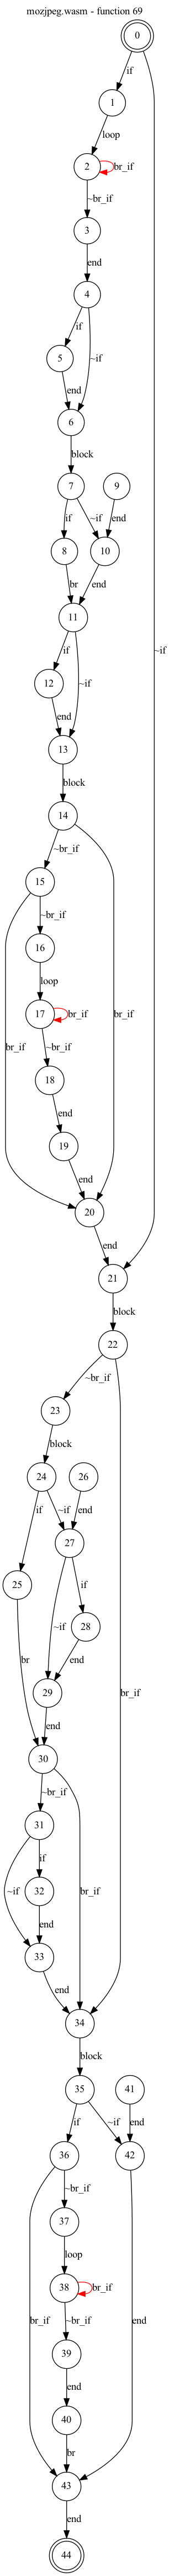 mozjpeg.wasm - function 69
0
if
1
loop
2
br_if
~br_if
3
end
4
if
5
~if
end
6
block
7
9
if
~if
end
8
10
br
end
11
if
12
~if
end
13
block
14
~br_if
15
~br_if
16
loop
17
br_if
br_if
br_if
~br_if
18
end
19
end
20
end
~if
21
block
22
~br_if
23
block
24
26
if
~if
end
25
27
if
28
br
~if
end
29
end
30
~br_if
br_if
31
if
~if
32
br_if
end
33
end
34
block
35
41
if
~if
end
36
42
~br_if
37
loop
38
br_if
br_if
~br_if
end
39
end
40
br
43
end
44